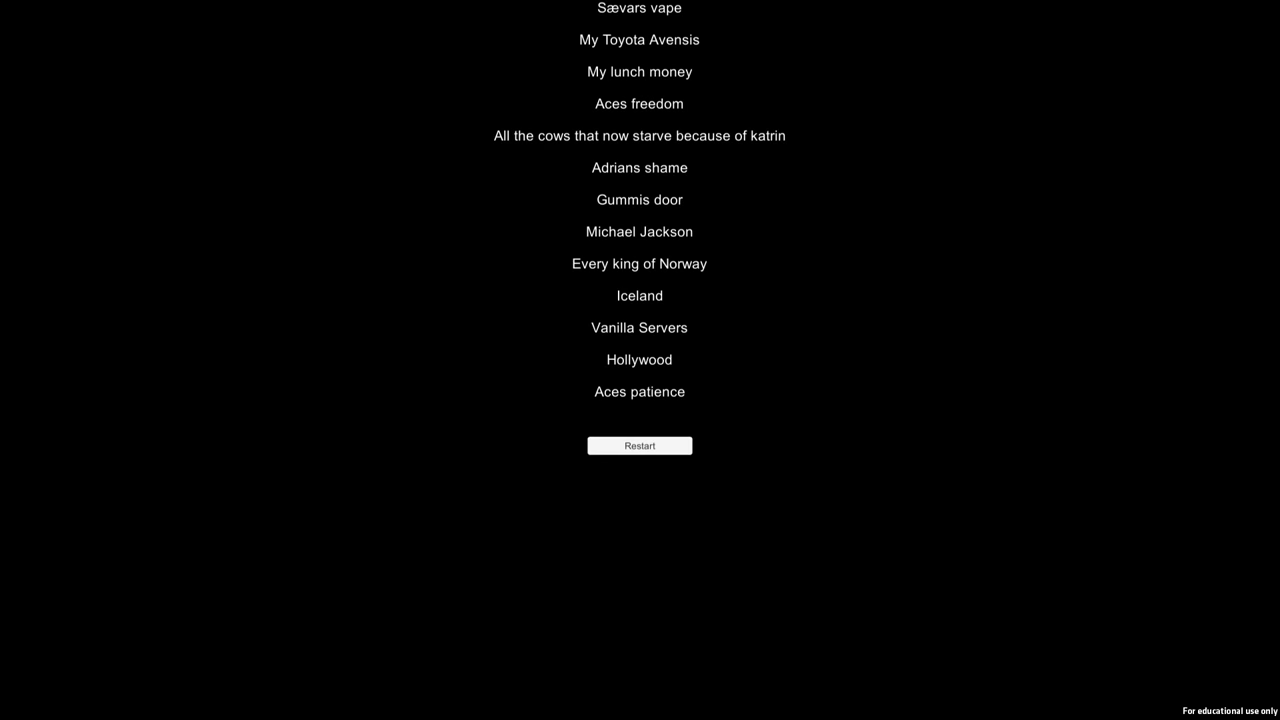 Sævars vape
My Toyota Avensis
My lunch money
Aces freedom
All the cows that now starve because of katrin
Adrians shame
Gummis door
Michael Jackson
Every king of Norway
Iceland
Vanilla Servers
Hollywood
Aces patience
Restart
For educational use only